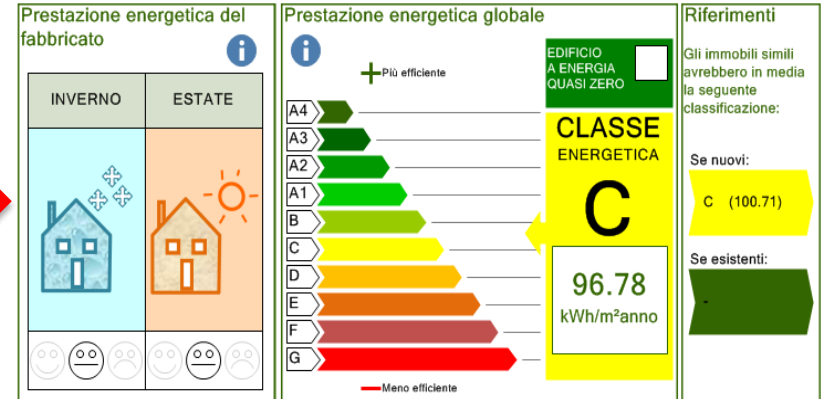 Prestazione energetica del
fabbricato
i
INVERNO
ESTATE
Prestazione energetica globale
i
Più efficiente
A4
A3
A2
A1
B
C
D
E
F
G
Meno efficiente
EDIFICIO
A ENERGIA
QUASI ZERO
CLASSE
ENERGETICA
C
96.78
kWh/m²anno
Riferimenti
Gli immobili simili
avrebbero in media
la seguente
classificazione:
Se nuovi:
C (100.71)
Se esistenti:
-